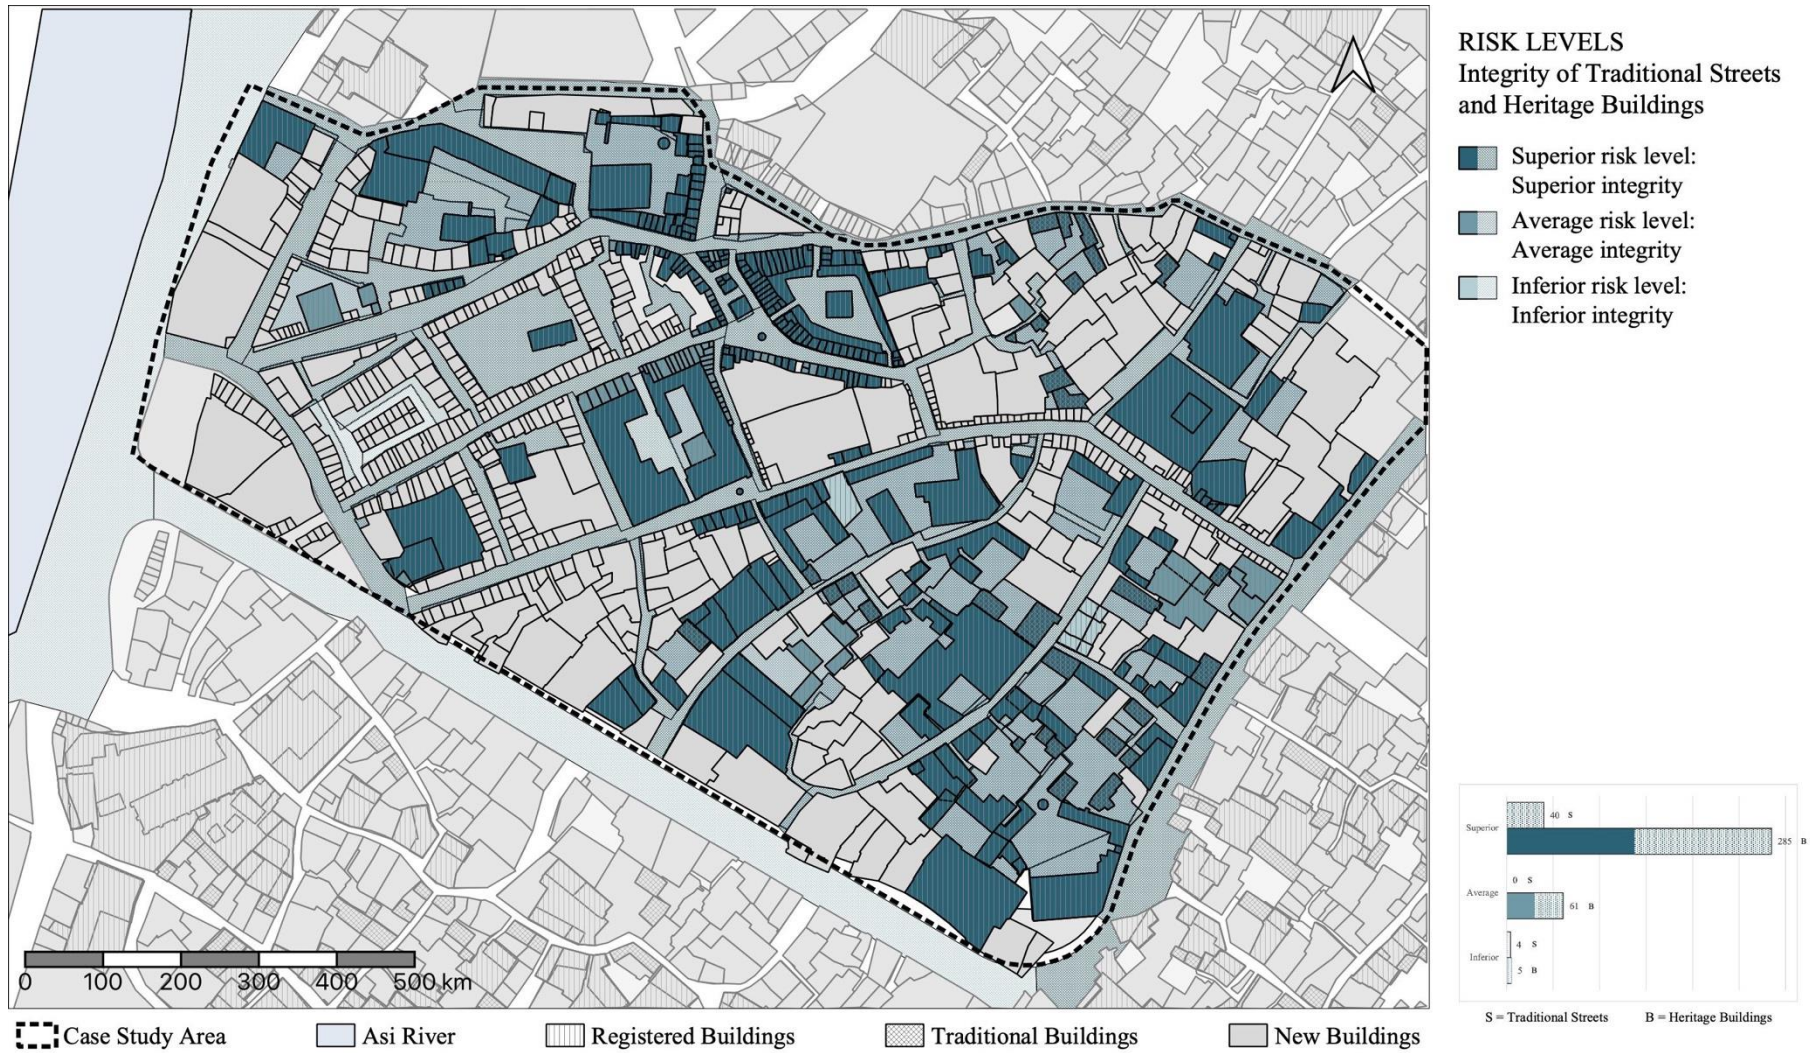 RISK LEVELS
Integrity of Traditional Streets
and Heritage Buildings
Superior risk level:
Superior integrity
Average risk level:
Average integrity
Inferior risk level:
Inferior integrity
Superior
40 S
285 B
Average
0 S
61 B
Inferior
4 S
5 B
S = Traditional Streets B = Heritage Buildings
0 100 200 300 400 500 km
Case Study Area Asi River Registered Buildings Traditional Buildings New Buildings